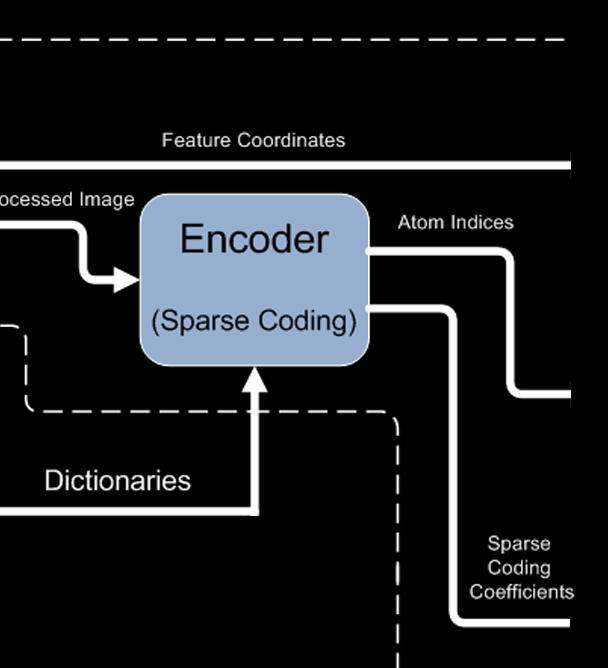 Feature Coordinates
ocessed Image
Encoder
(Sparse Coding)
Atom Indices
Dictionaries
Sparse
Coding
Coefficients